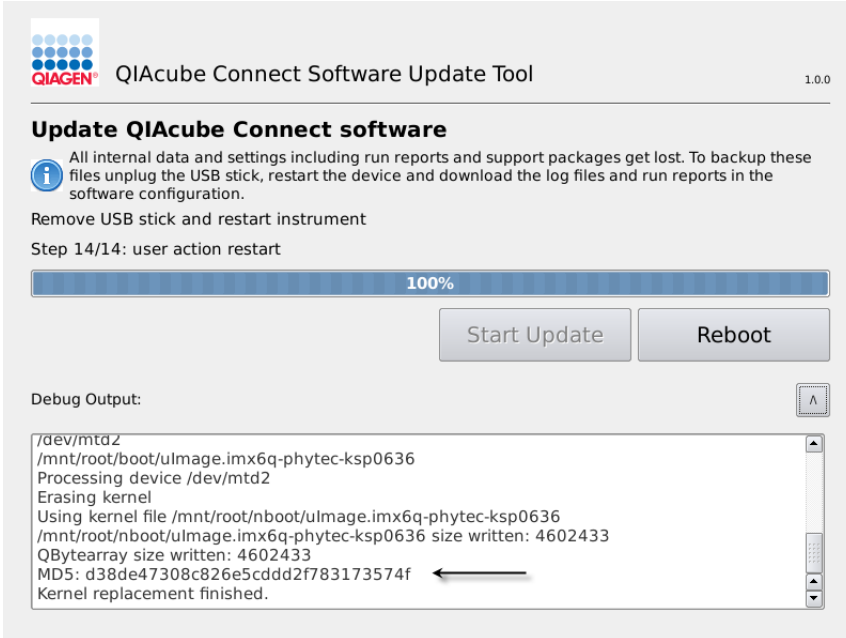 QIAGEN®
QIAcube Connect Software Update Tool
1.0.0
Update QIAcube Connect software
All internal data and settings including run reports and support packages get lost. To backup these
files unplug the USB stick, restart the device and download the log files and run reports in the
software configuration.
Remove USB stick and restart instrument
Step 14/14: user action restart
100%
Start Update
Reboot
Debug Output:
/dev/mtd2
/mnt/root/boot/uImage.imx6q-phytec-ksp0636
Processing device /dev/mtd2
Erasing kernel
Using kernel file /mnt/root/nboot/uImage.imx6q-phytec-ksp0636
/mnt/root/nboot/uImage.imx6q-phytec-ksp0636 size written: 4602433
QBytearray size written: 4602433
MD5: d38de47308c826e5cddd2f783173574f
Kernel replacement finished.